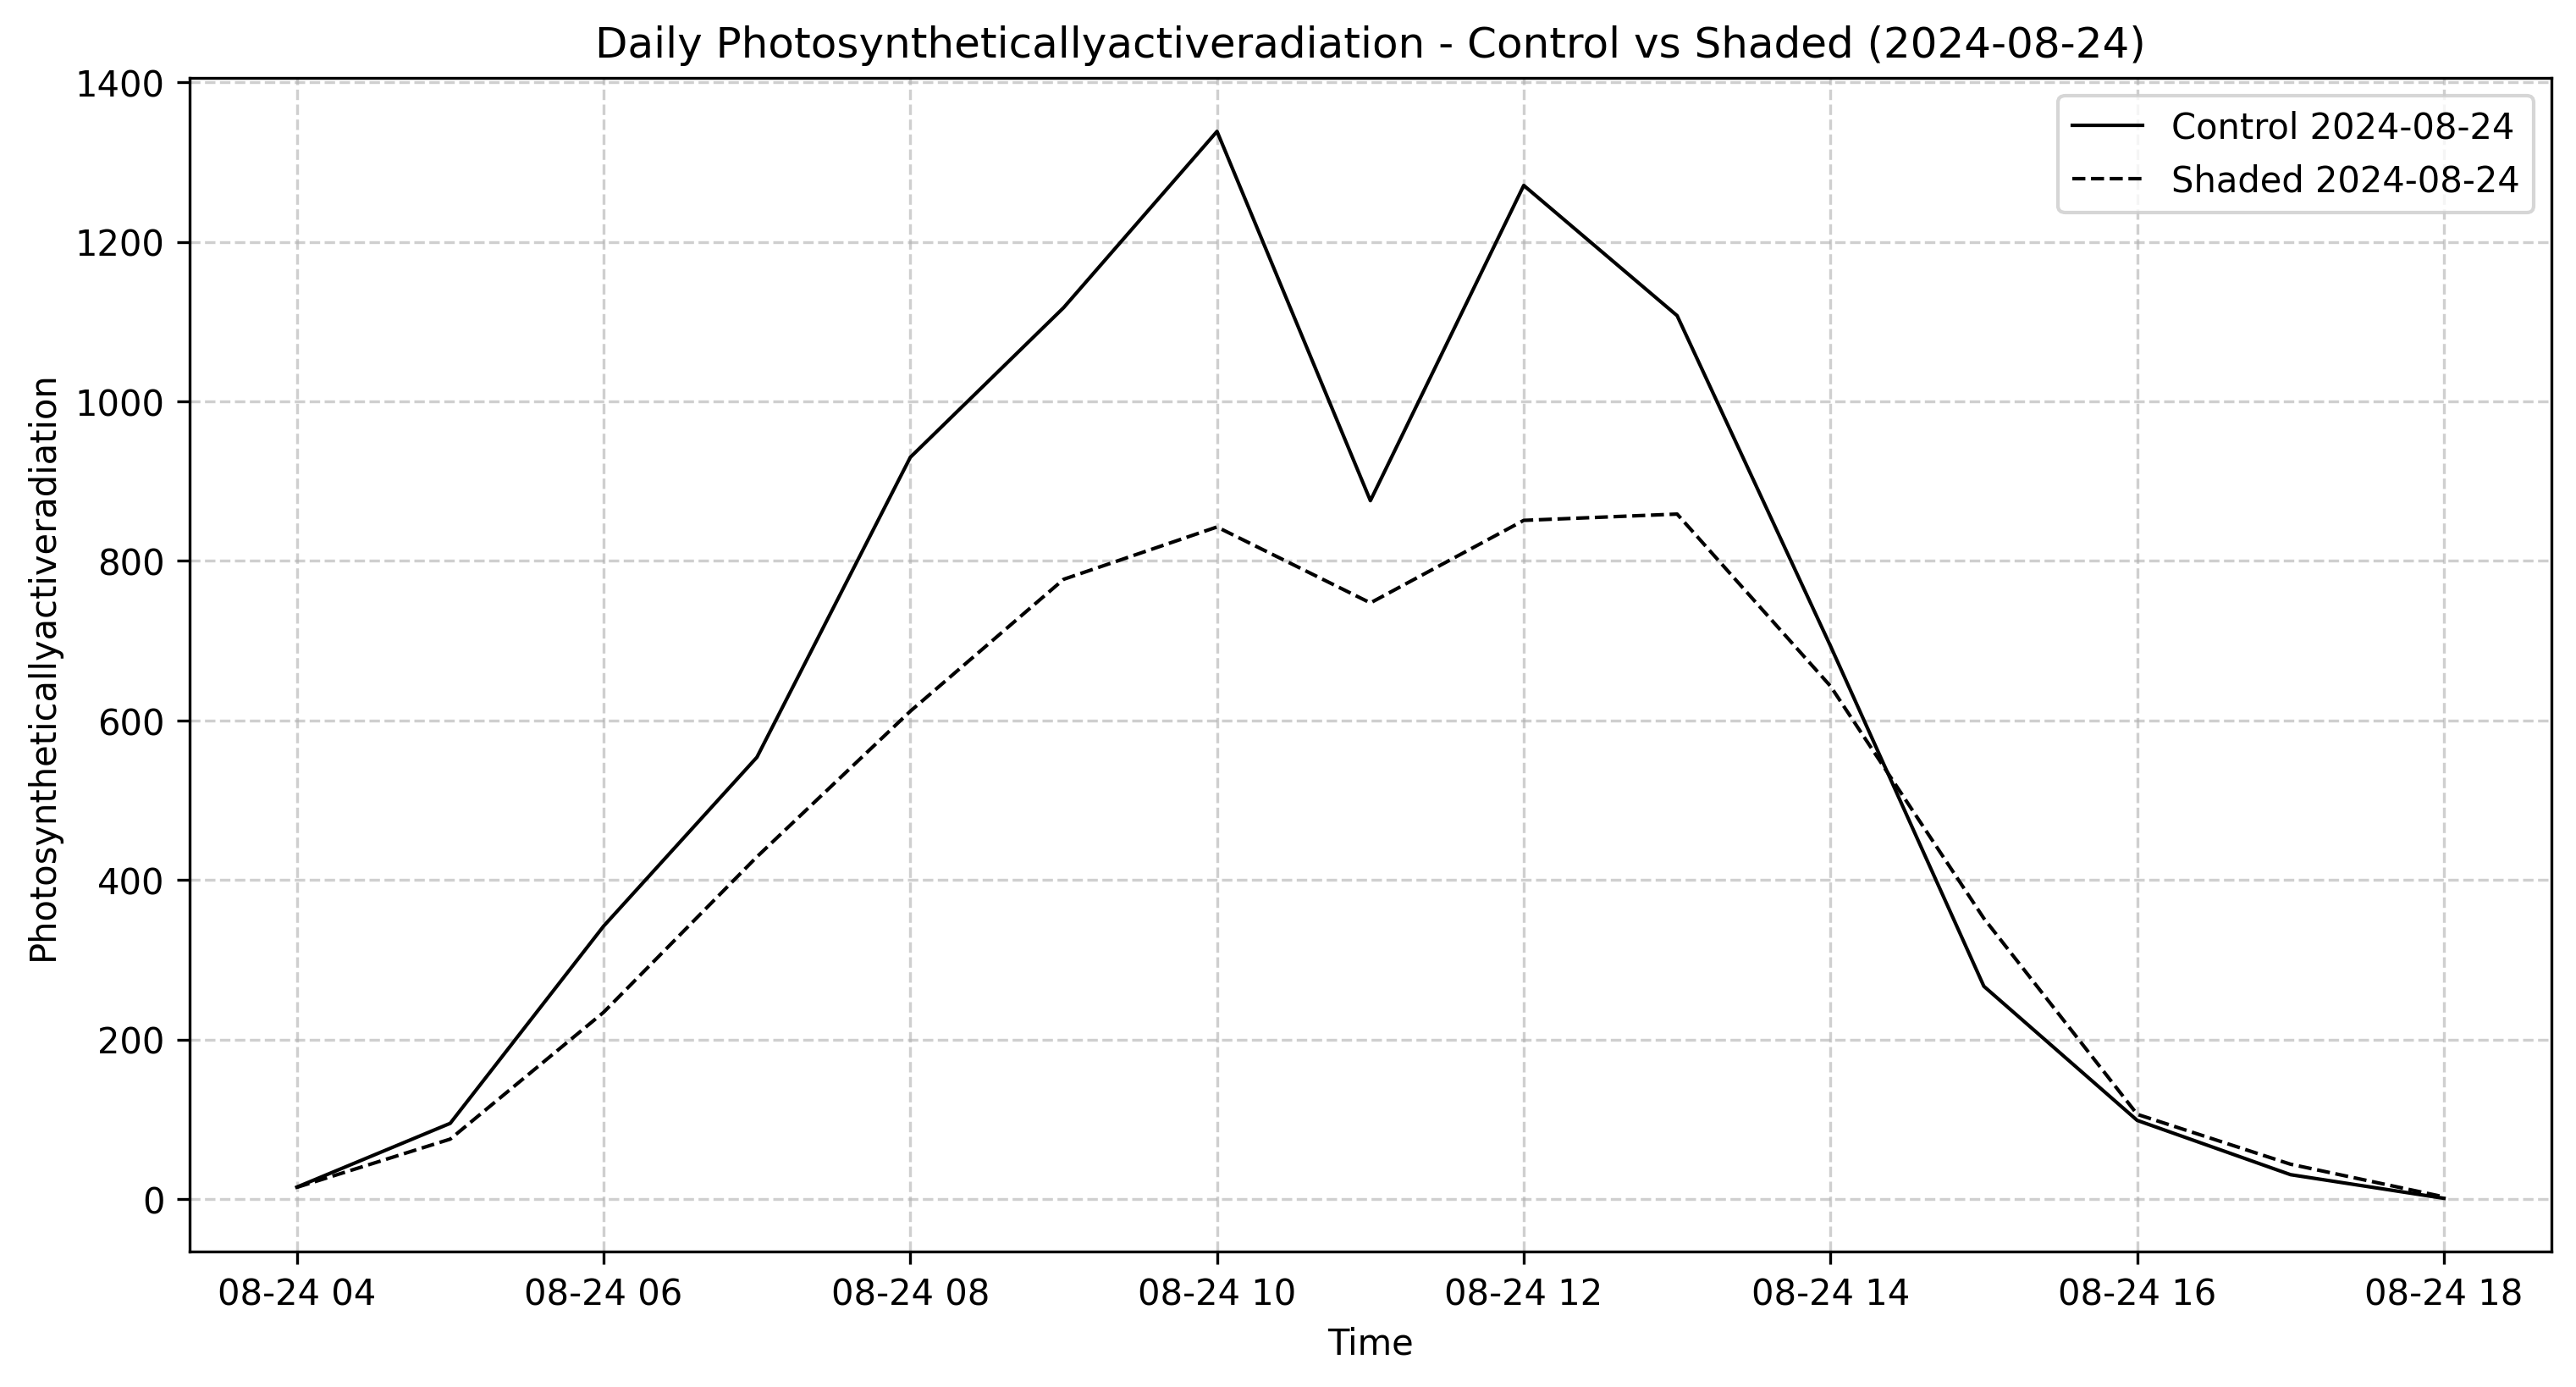 Daily Photosyntheticallyactiveradiation - Control vs Shaded (2024-08-24)
Control 2024-08-24
Shaded 2024-08-24
Photosyntheticallyactiveradiation
1400
1200
1000
800
600
400
200
0
08-24 04 08-24 06 08-24 08 08-24 10 08-24 12 08-24 14 08-24 16 08-24 18
Time